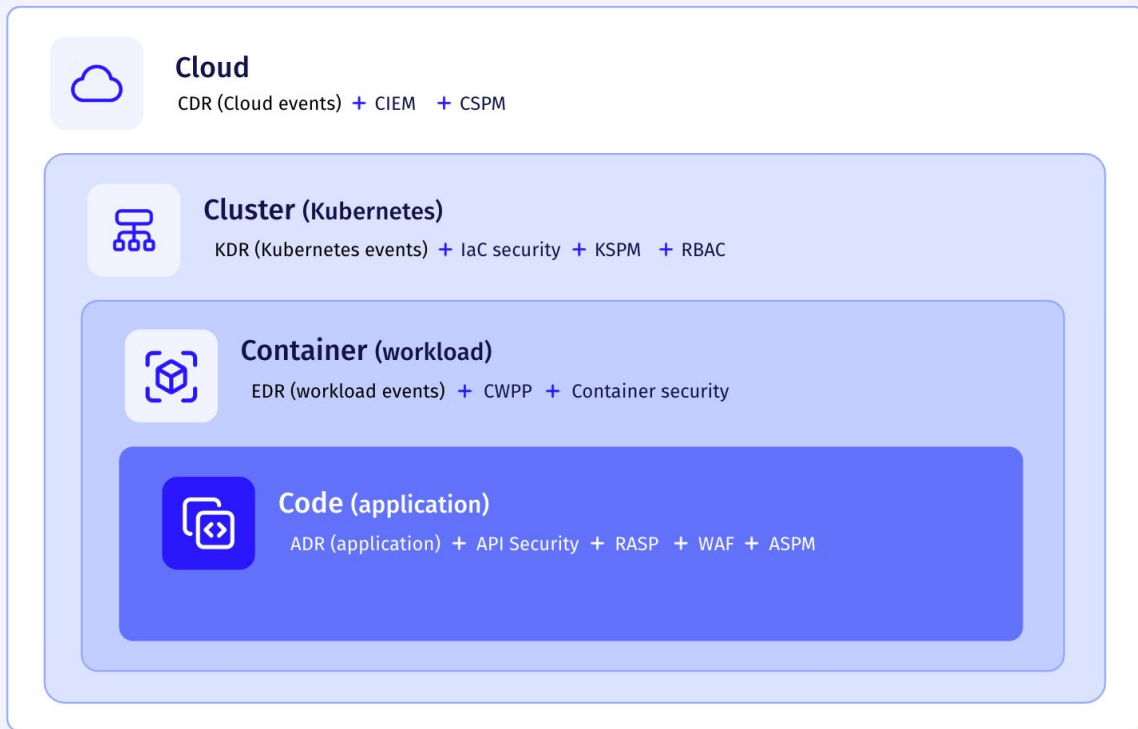 Cloud
CDR (Cloud events) + CIEM + CSPM
Cluster (Kubernetes)
KDR (Kubernetes events) + IaC security + KSPM + RBAC
Container (workload)
EDR (workload events) + CWPP + Container security
Code (application)
ADR (application) + API Security + RASP + WAF + ASPM